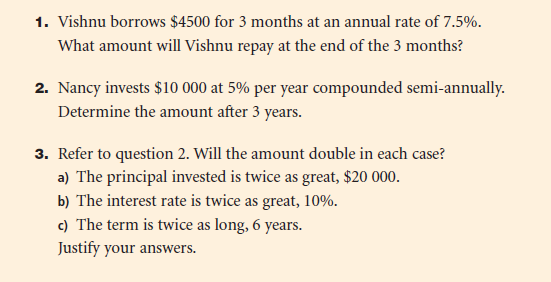 1. Vishnu borrows $4500 for 3 months at an annual rate of 7.5%.
What amount will Vishnu repay at the end of the 3 months?
2. Nancy invests $10 000 at 5% per year compounded semi-annually.
Determine the amount after 3 years.
3. Refer to question 2. Will the amount double in each case?
a) The principal invested is twice as great, $20 000.
b) The interest rate is twice as great, 10%.
c) The term is twice as long, 6 years.
Justify your answers.